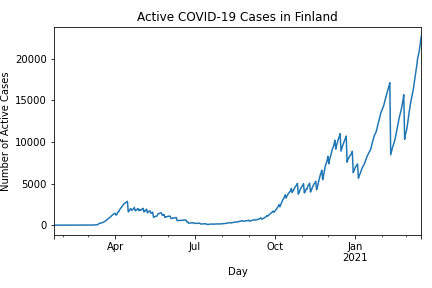 Active COVID-19 Cases in Finland
Number of Active Cases
20000
15000
10000
5000
0
Apr
Jul
Oct
Jan
2021
Day